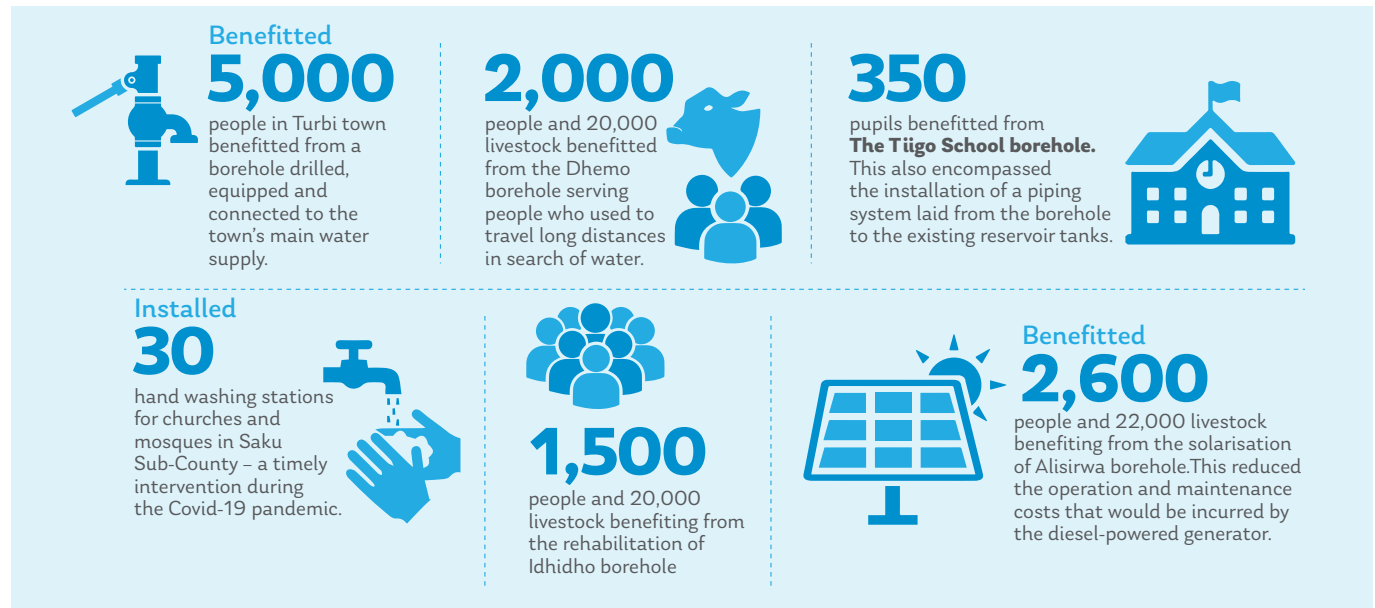 Benefitted
5,000
people in Turbi town
benefitted from a
borehole drilled,
equipped and
connected to the
town's main water
supply.
2,000
people and 20,000
livestock benefitted
from the Dhemo
borehole serving
people who used to
travel long distances
in search of water.
350
pupils benefitted from
The Tiigo School borehole.
This also encompassed
the installation of a piping
system laid from the borehole
to the existing reservoir tanks.
Installed
30
hand washing stations
for churches and
mosques in Saku
Sub-County – a timely
intervention during
the Covid-19 pandemic.
1,500
people and 20,000
livestock benefiting from
the rehabilitation of
Idhidho borehole
Benefitted
2,600
people and 22,000 livestock
benefiting from the solarisation
of Alisirwa borehole.This reduced
the operation and maintenance
costs that would be incurred by
the diesel-powered generator.